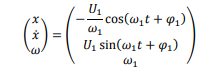 (x
ẋ
ω) = (−U₁/ω₁ cos(ω₁t + φ₁)
U₁ sin(ω₁t + φ₁)
ω₁)